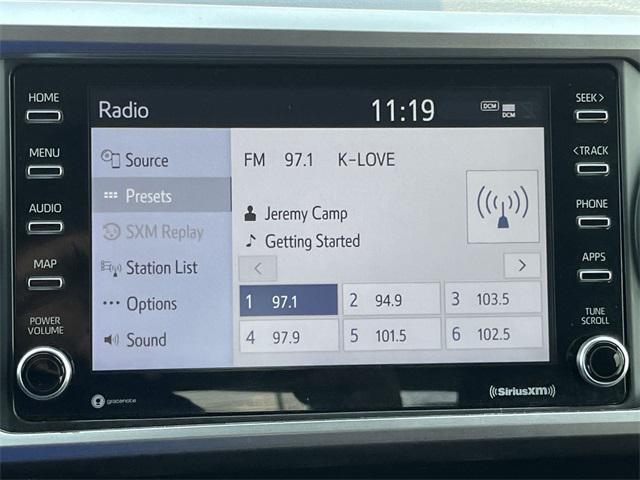 HOME
MENU
AUDIO
MAP
POWER
VOLUME
Radio
11:19
DCM
DCM
Source
Presets
SXM Replay
Station List
Options
Sound
FM 97.1 K-LOVE
Jeremy Camp
Getting Started
1 97.1
2 94.9
3 103.5
4 97.9
5 101.5
6 102.5
SEEK >
< TRACK
PHONE
APPS
TUNE
SCROLL
gracenote
((SiriusXM))